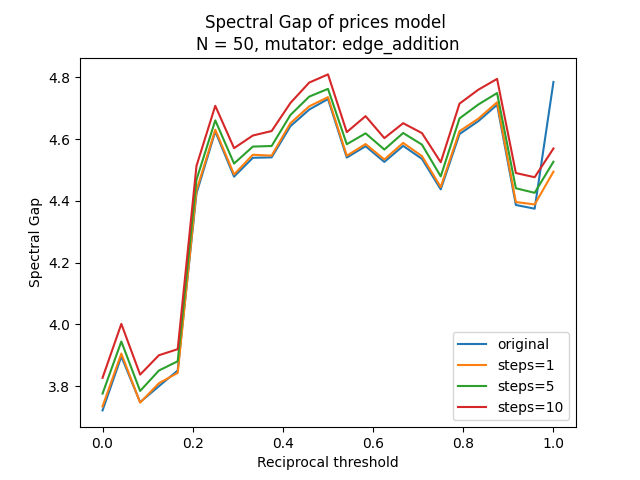 Spectral Gap of prices model
N = 50, mutator: edge_addition
Spectral Gap
4.8
4.6
4.4
4.2
4.0
3.8
0.0 0.2 0.4 0.6 0.8 1.0
Reciprocal threshold
original
steps=1
steps=5
steps=10